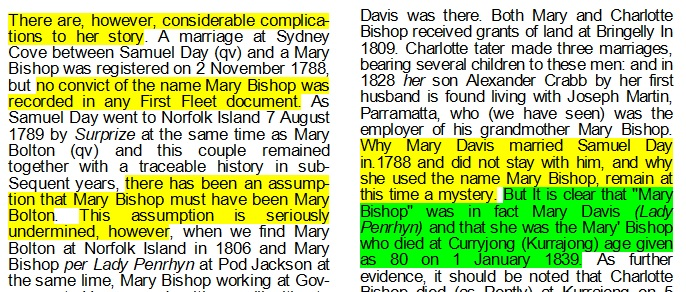 There are, however, considerable complica-
tions to her story. A marriage at Sydney
Cove between Samuel Day (qv) and a Mary
Bishop was registered on 2 November 1788,
but no convict of the name Mary Bishop was
recorded in any First Fleet document. As
Samuel Day went to Norfolk Island 7 August
1789 by Surprize at the same time as Mary
Bolton (qv) and this couple remained
together with a traceable history in sub-
Sequent years, there has been an assump-
tion that Mary Bishop must have been Mary
Bolton. This assumption is seriously
undermined, however, when we find Mary
Bolton at Norfolk Island in 1806 and Mary
Bishop per Lady Penrhyn at Pod Jackson at
the same lime, Mary Bishop working at Gov-
Davis was there. Both Mary and Charlotte
Bishop received grants of land at Bringelly In
1809. Charlotte tater made three marriages,
bearing several children to these men: and in
1828 her son Alexander Crabb by her first
husband is found living with Joseph Martin,
Parramatta, who (we have seen) was the
employer of his grandmother Mary Bishop.
Why Mary Davis married Samuel Day
in.1788 and did not stay with him, and why
she used the name Mary Bishop, remain at
this time a mystery. But It is clear that "Mary
Bishop" was in fact Mary Davis (Lady
Penrhyn) and that she was the Mary' Bishop
who died at Curryjong (Kurrajong) age given
as 80 on 1 January 1839. As further
evidence, it should be noted that Charlotte